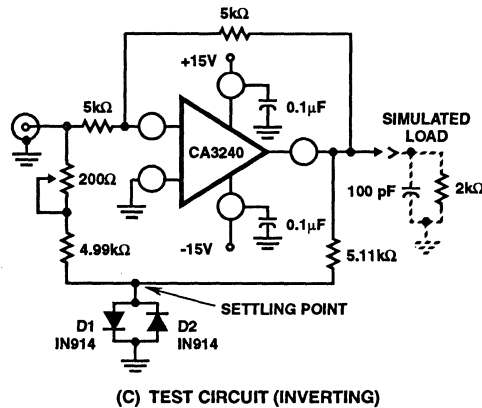 5kΩ
+15V
5kΩ
0.1μF
SIMULATED
LOAD
CA3240
200Ω
100 pF
2kΩ
0.1μF
4.99kΩ
-15V
5.11kΩ
SETTLING POINT
D1
IN914
D2
IN914
(C) TEST CIRCUIT (INVERTING)